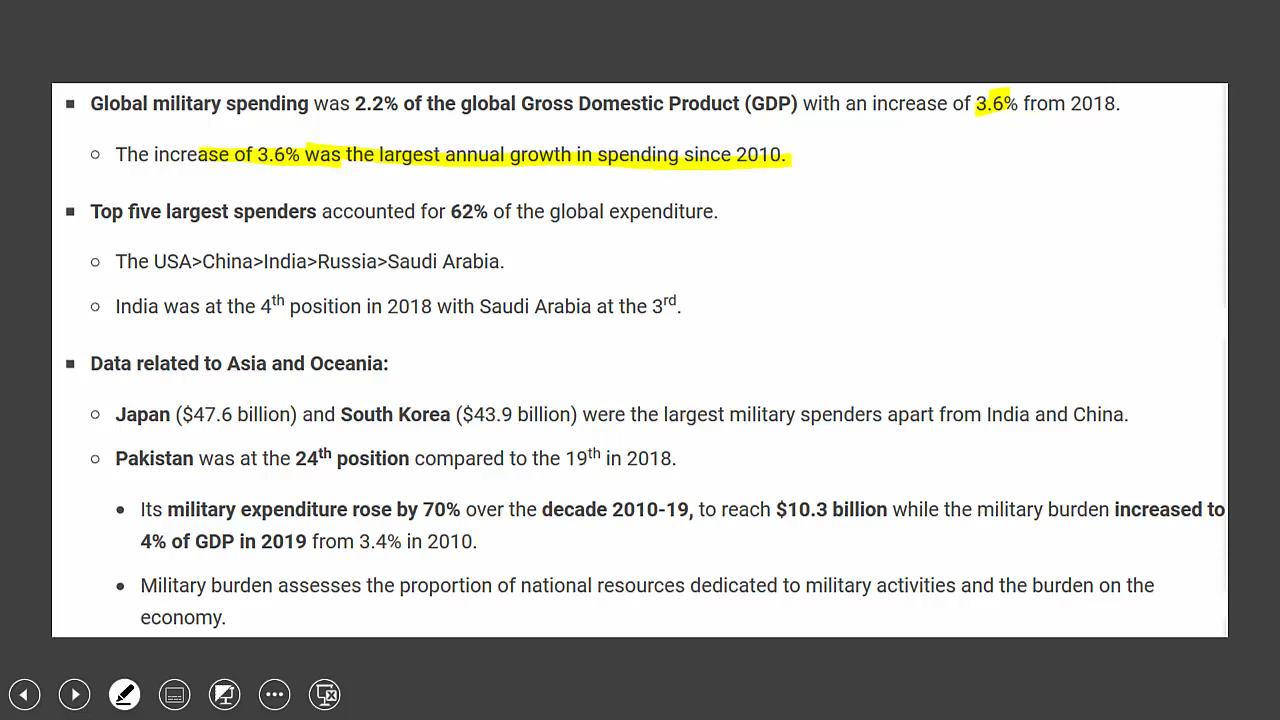 Global military spending was 2.2% of the global Gross Domestic Product (GDP) with an increase of 3.6% from 2018.
The increase of 3.6% was the largest annual growth in spending since 2010.
Top five largest spenders accounted for 62% of the global expenditure.
The USA>China>India>Russia>Saudi Arabia.
India was at the 4th position in 2018 with Saudi Arabia at the 3rd.
Data related to Asia and Oceania:
Japan ($47.6 billion) and South Korea ($43.9 billion) were the largest military spenders apart from India and China.
Pakistan was at the 24th position compared to the 19th in 2018.
Its military expenditure rose by 70% over the decade 2010-19, to reach $10.3 billion while the military burden increased to
4% of GDP in 2019 from 3.4% in 2010.
Military burden assesses the proportion of national resources dedicated to military activities and the burden on the
economy.